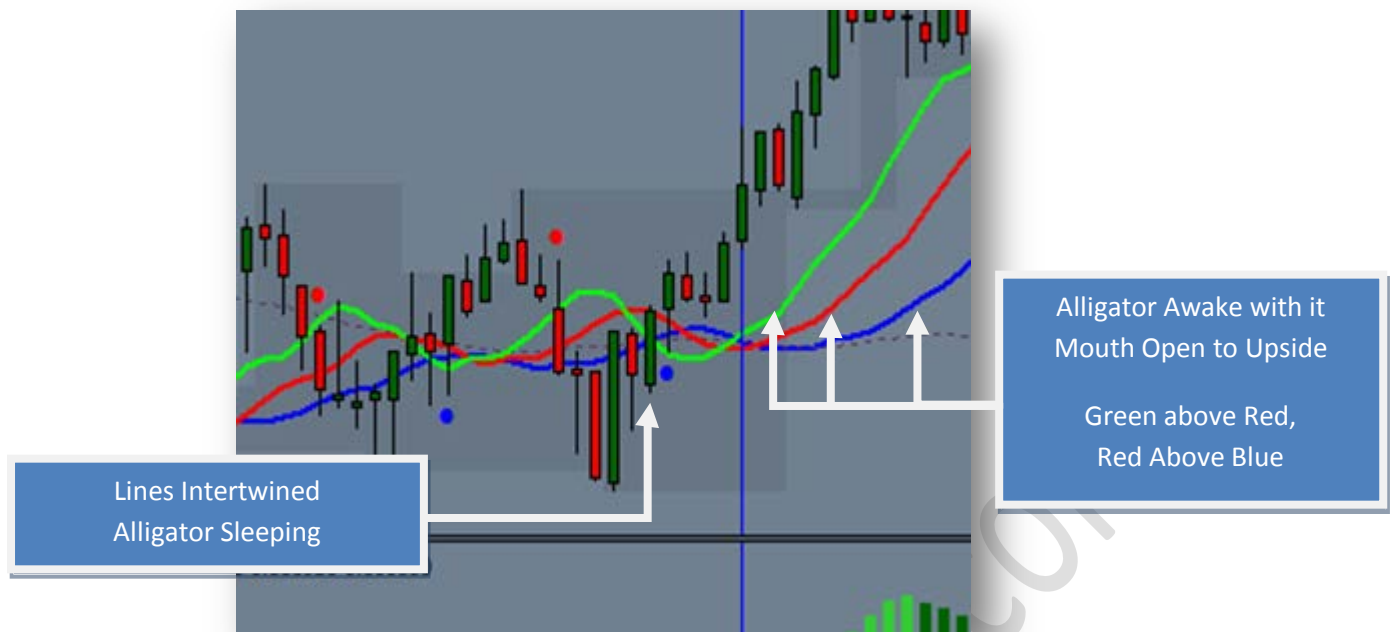 Alligator Awake with it
Mouth Open to Upside
Green above Red,
Red Above Blue
Lines Intertwined
Alligator Sleeping